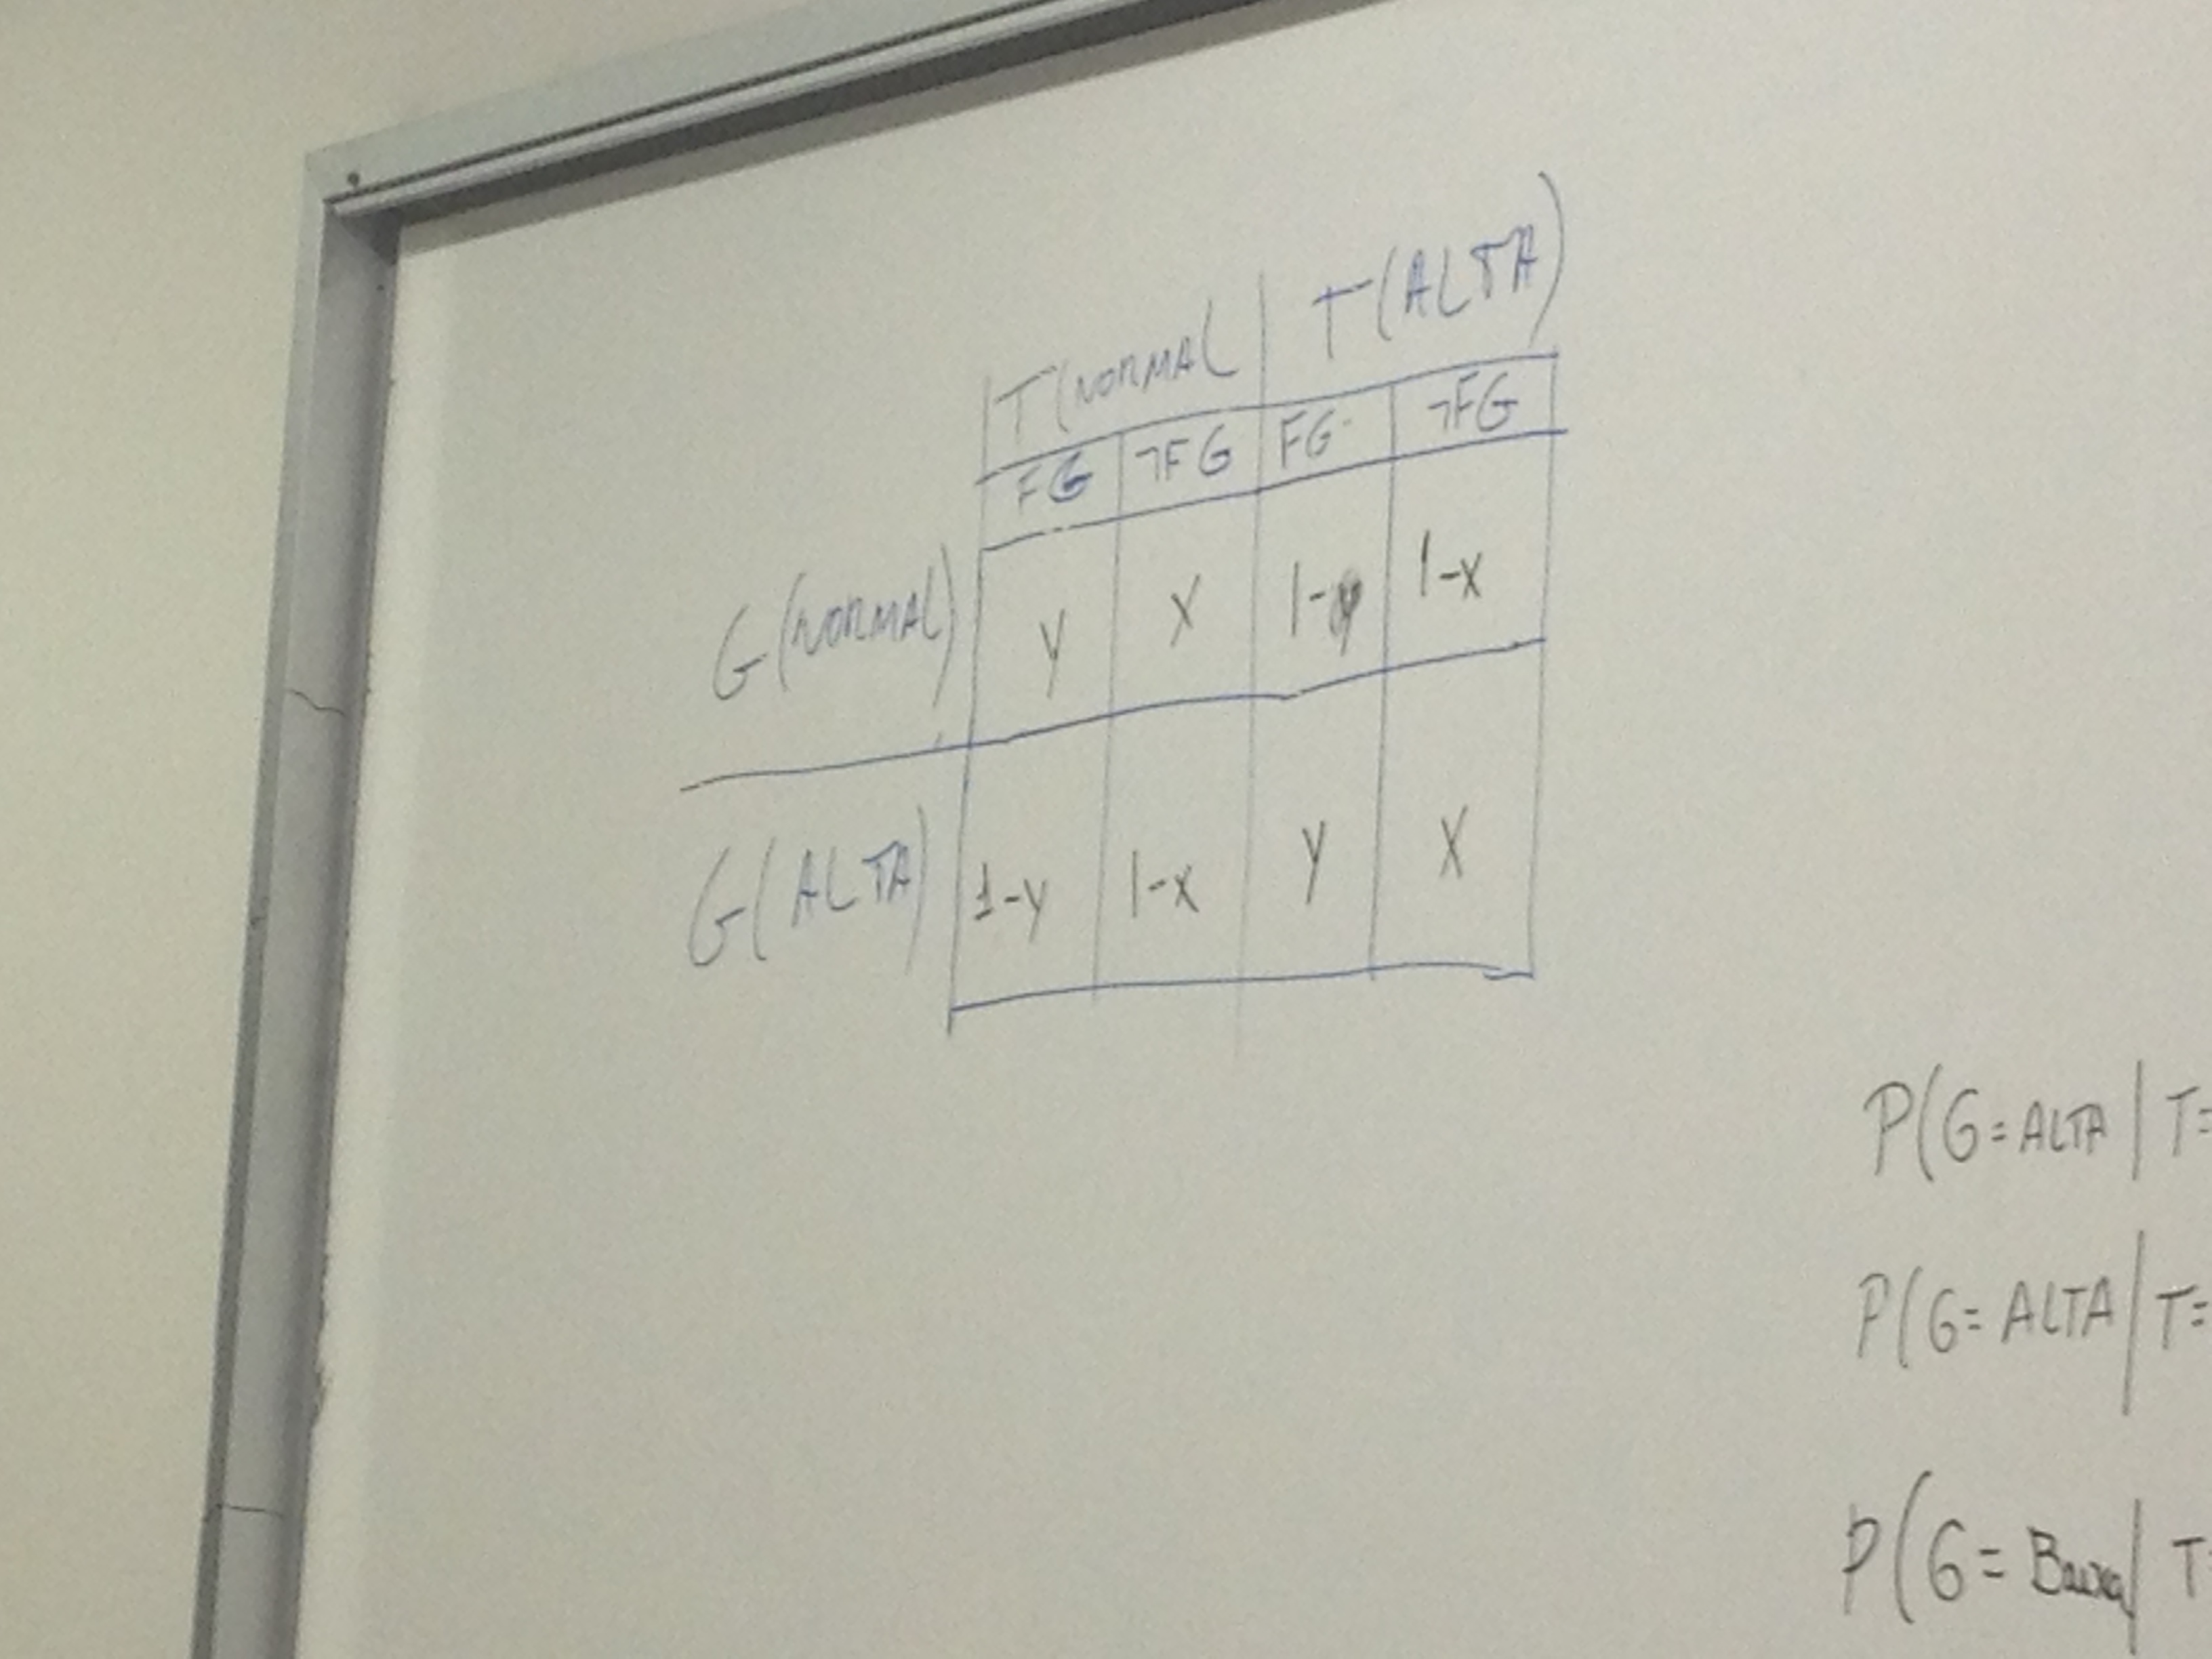 T(NORMAL T(ALTA)
FG ¬FG FG ¬FG
G(NORMAL) y x 1-y 1-x
G(ALTA) 1-y 1-x y x
P(G=ALTA | T=
P(G=ALTA | T=
P(G=Baixa | T=